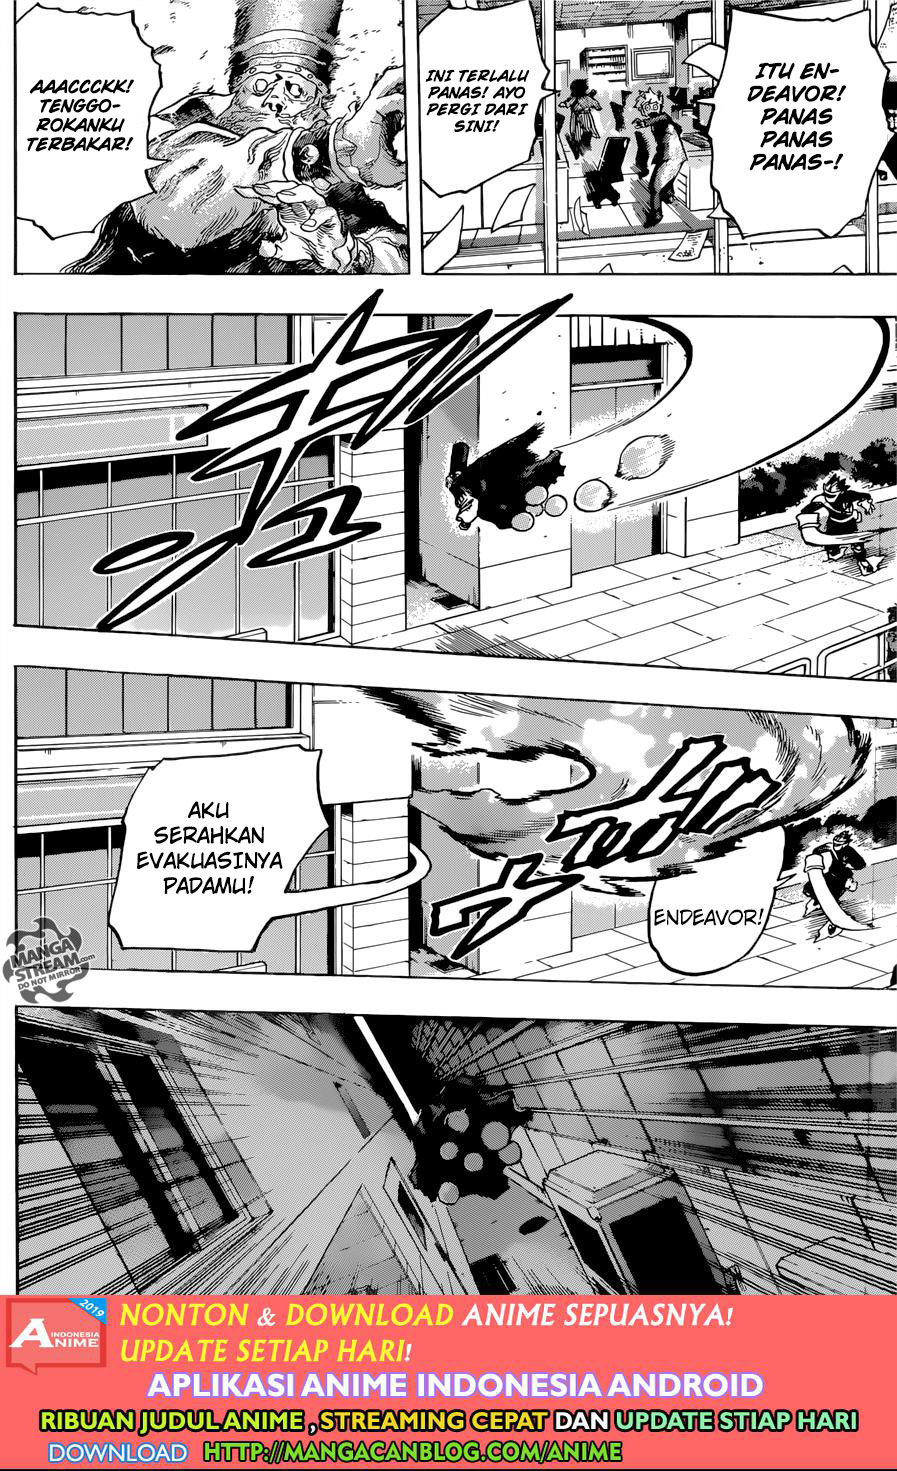 ITU EN-
DEAVOR!
PANAS
PANAS
PANAS-!
INI TERLALU
PANAS! AYO
PERGI DARI
SINI!
AAACCCKK!
TENGGO-
ROKANKU
TERBAKAR!
ENDEAVOR!
AKU
SERAHKAN
EVAKUASINYA
PADAMU!
MANGA
STREAM.com
DO NOT MIRROR
2019
INDONESIA
ANIME
NONTON & DOWNLOAD ANIME SEPUASNYA!
UPDATE SETIAP HARI!
APLIKASI ANIME INDONESIA ANDROID
RIBUAN JUDUL ANIME , STREAMING CEPAT DAN UPDATE STIAP HARI
DOWNLOAD HTTP://MANGACANBLOG.COM/ANIME